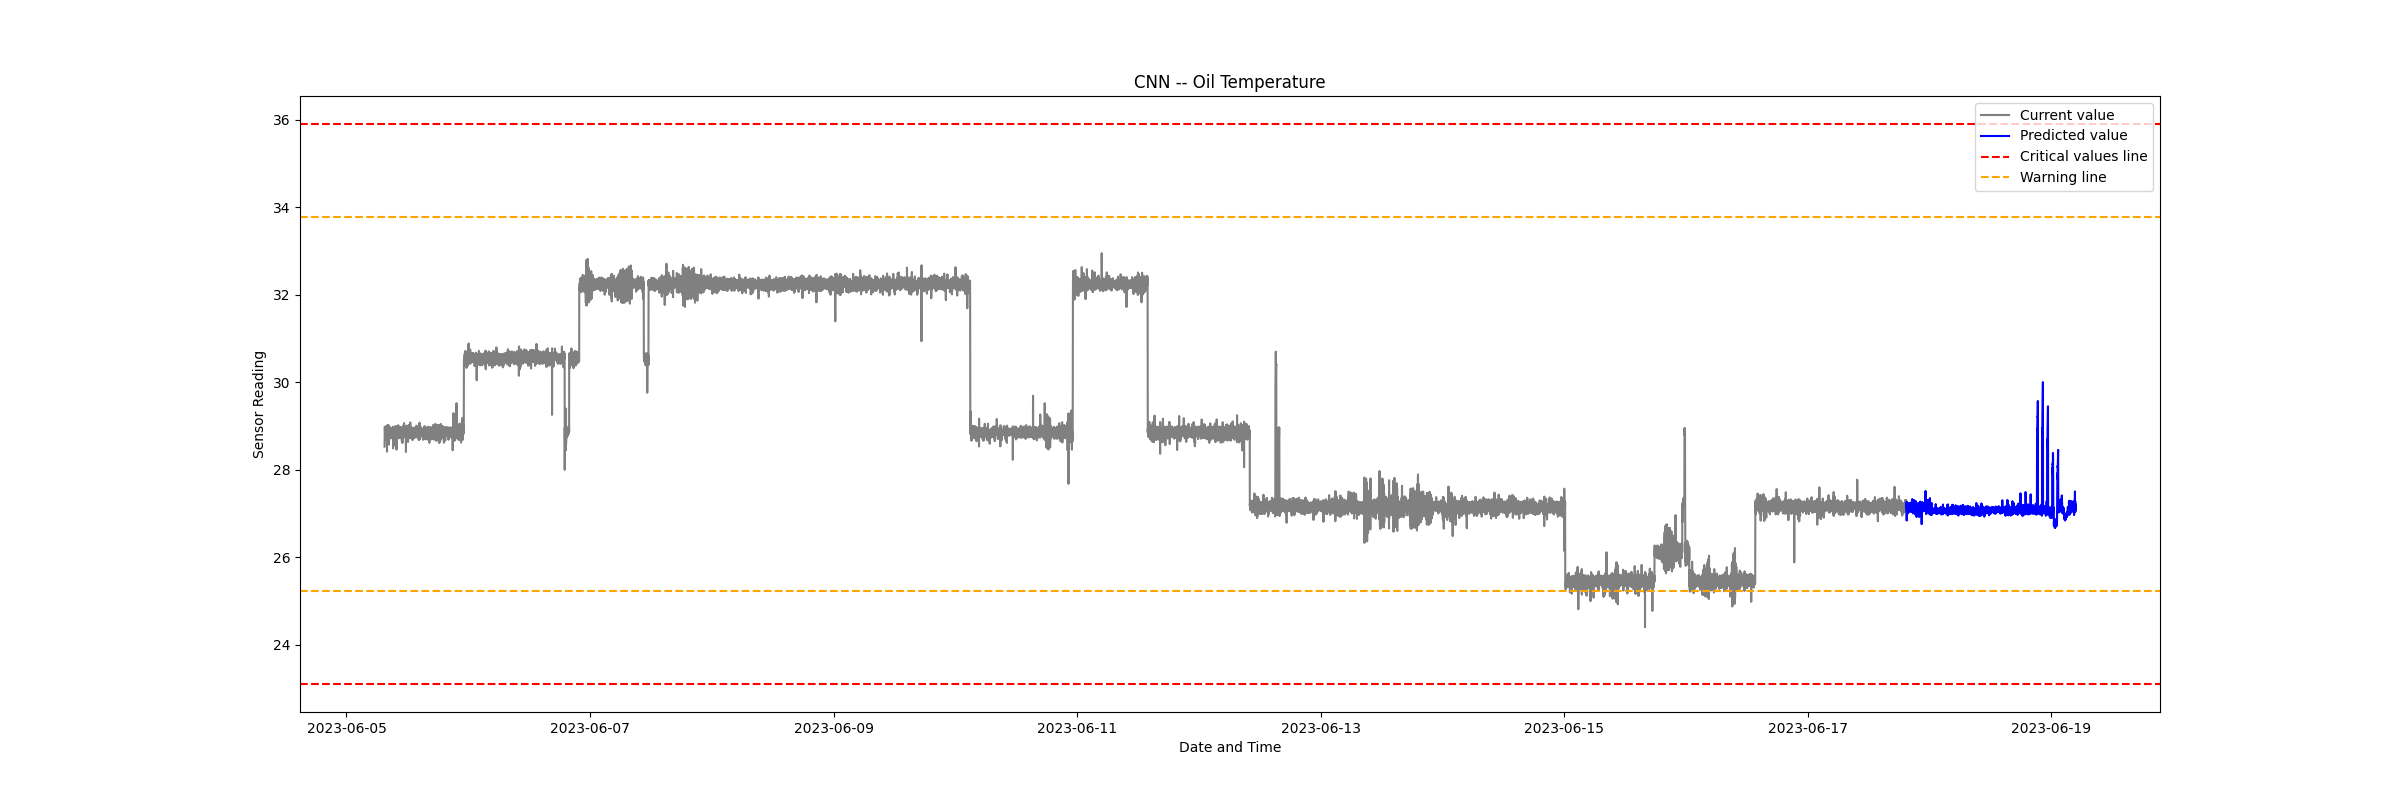 CNN -- Oil Temperature
Sensor Reading
36
34
32
30
28
26
24
Current value
Predicted value
Critical values line
Warning line
2023-06-05 2023-06-07 2023-06-09 2023-06-11 2023-06-13 2023-06-15 2023-06-17 2023-06-19
Date and Time